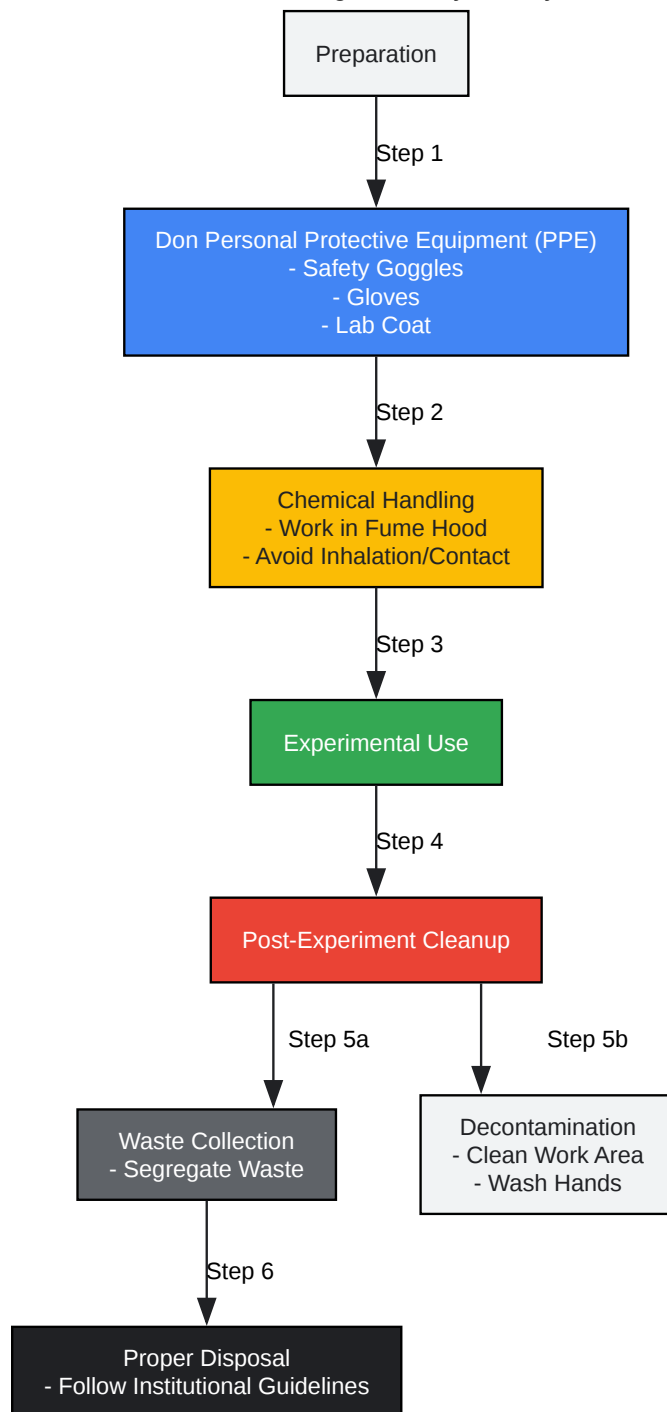 Preparation
Step 1
Don Personal Protective Equipment (PPE)
- Safety Goggles
- Gloves
- Lab Coat
Step 2
Chemical Handling
- Work in Fume Hood
- Avoid Inhalation/Contact
Step 3
Experimental Use
Step 4
Post-Experiment Cleanup
Step 5a
Step 5b
Waste Collection
- Segregate Waste
Decontamination
- Clean Work Area
- Wash Hands
Step 6
Proper Disposal
- Follow Institutional Guidelines